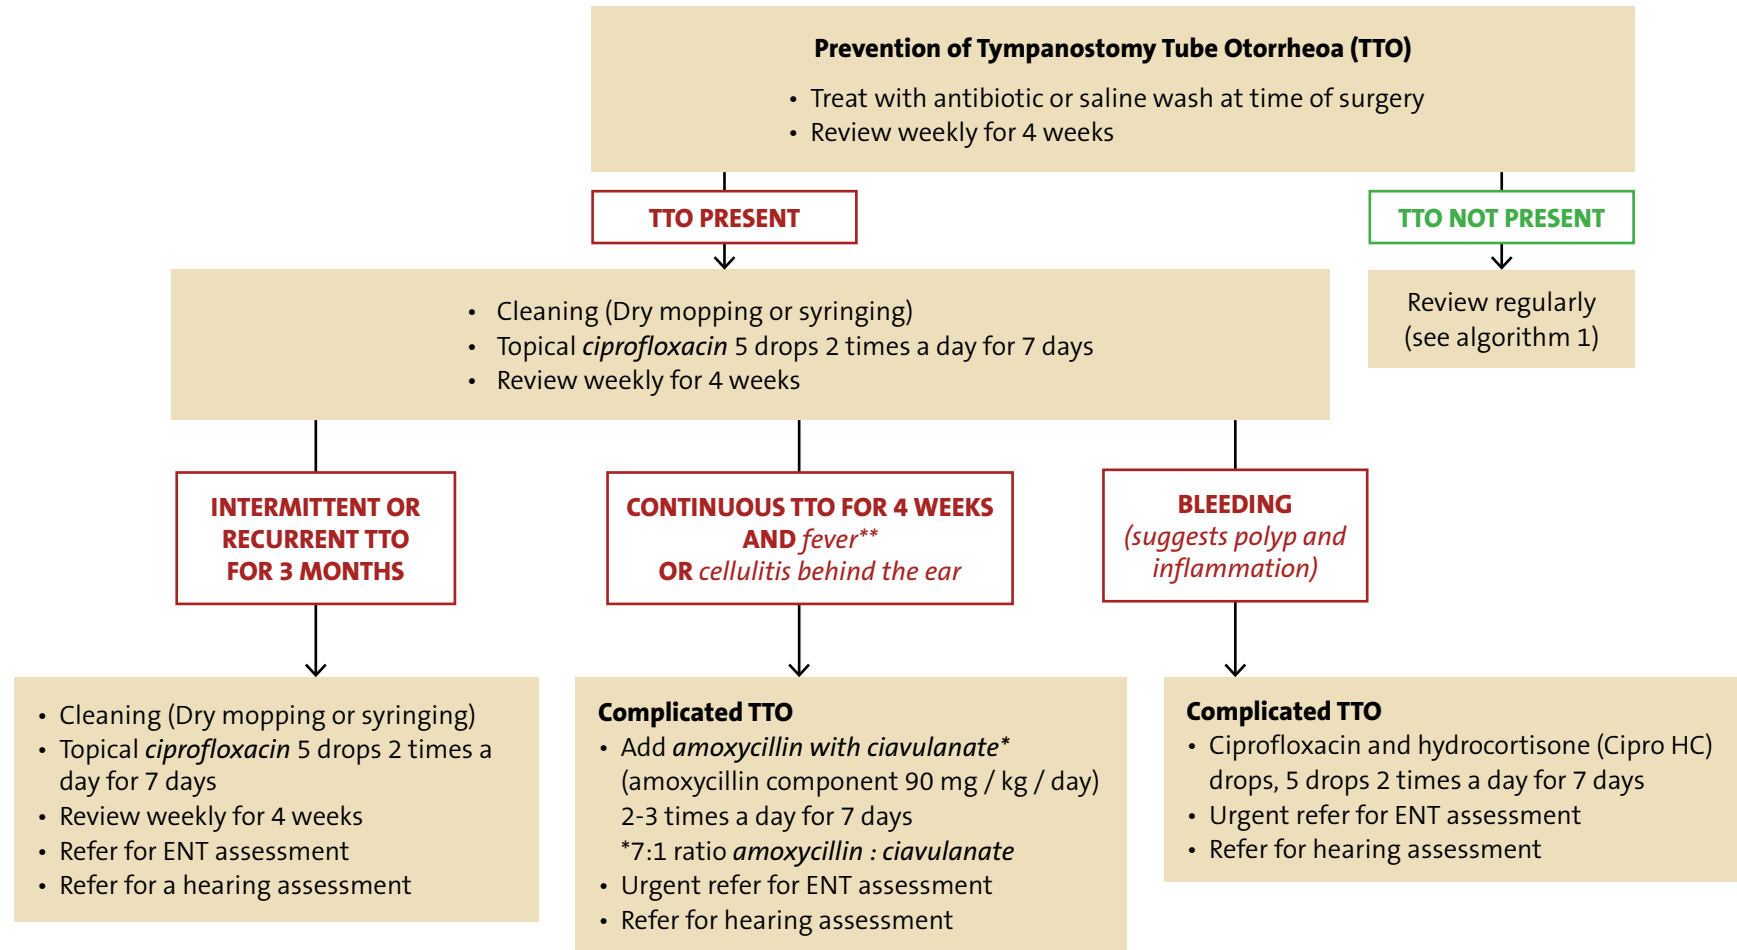 Prevention of Tympanostomy Tube Otorrheoa (TTO)
• Treat with antibiotic or saline wash at time of surgery
• Review weekly for 4 weeks
TTO PRESENT
TTO NOT PRESENT
• Cleaning (Dry mopping or syringing)
• Topical ciprofloxacin 5 drops 2 times a day for 7 days
• Review weekly for 4 weeks
Review regularly
(see algorithm 1)
INTERMITTENT OR
RECURRENT TTO
FOR 3 MONTHS
CONTINUOUS TTO FOR 4 WEEKS
AND fever**
OR cellulitis behind the ear
BLEEDING
(suggests polyp and
inflammation)
• Cleaning (Dry mopping or syringing)
• Topical ciprofloxacin 5 drops 2 times a
day for 7 days
• Review weekly for 4 weeks
• Refer for ENT assessment
• Refer for a hearing assessment
Complicated TTO
• Add amoxycillin with ciavulanate*
(amoxycillin component 90 mg / kg / day)
2-3 times a day for 7 days
*7:1 ratio amoxycillin : ciavulanate
• Urgent refer for ENT assessment
• Refer for hearing assessment
Complicated TTO
• Ciprofloxacin and hydrocortisone (Cipro HC)
drops, 5 drops 2 times a day for 7 days
• Urgent refer for ENT assessment
• Refer for hearing assessment